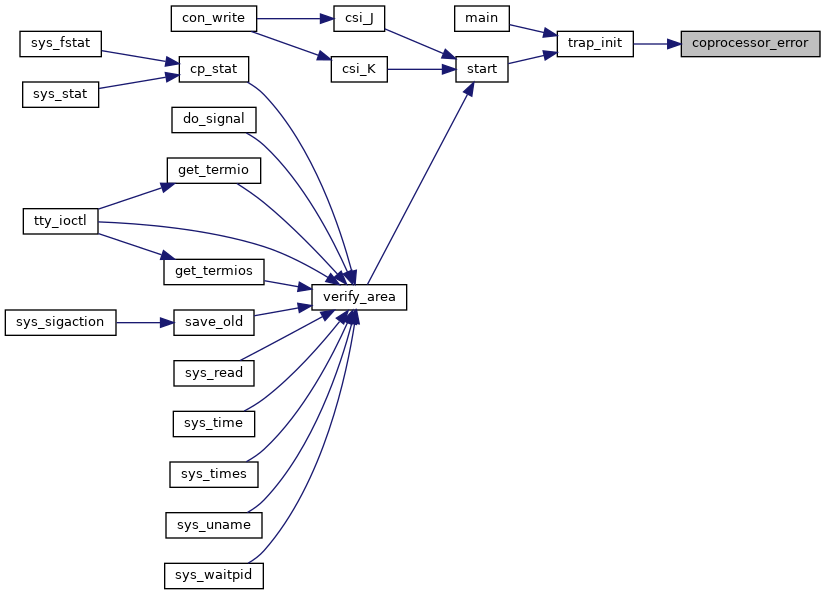 con_write
csi_J
main
sys_fstat
trap_init
coprocessor_error
cp_stat
csi_K
start
sys_stat
do_signal
get_termio
tty_ioctl
get_termios
verify_area
sys_sigaction
save_old
sys_read
sys_time
sys_times
sys_uname
sys_waitpid